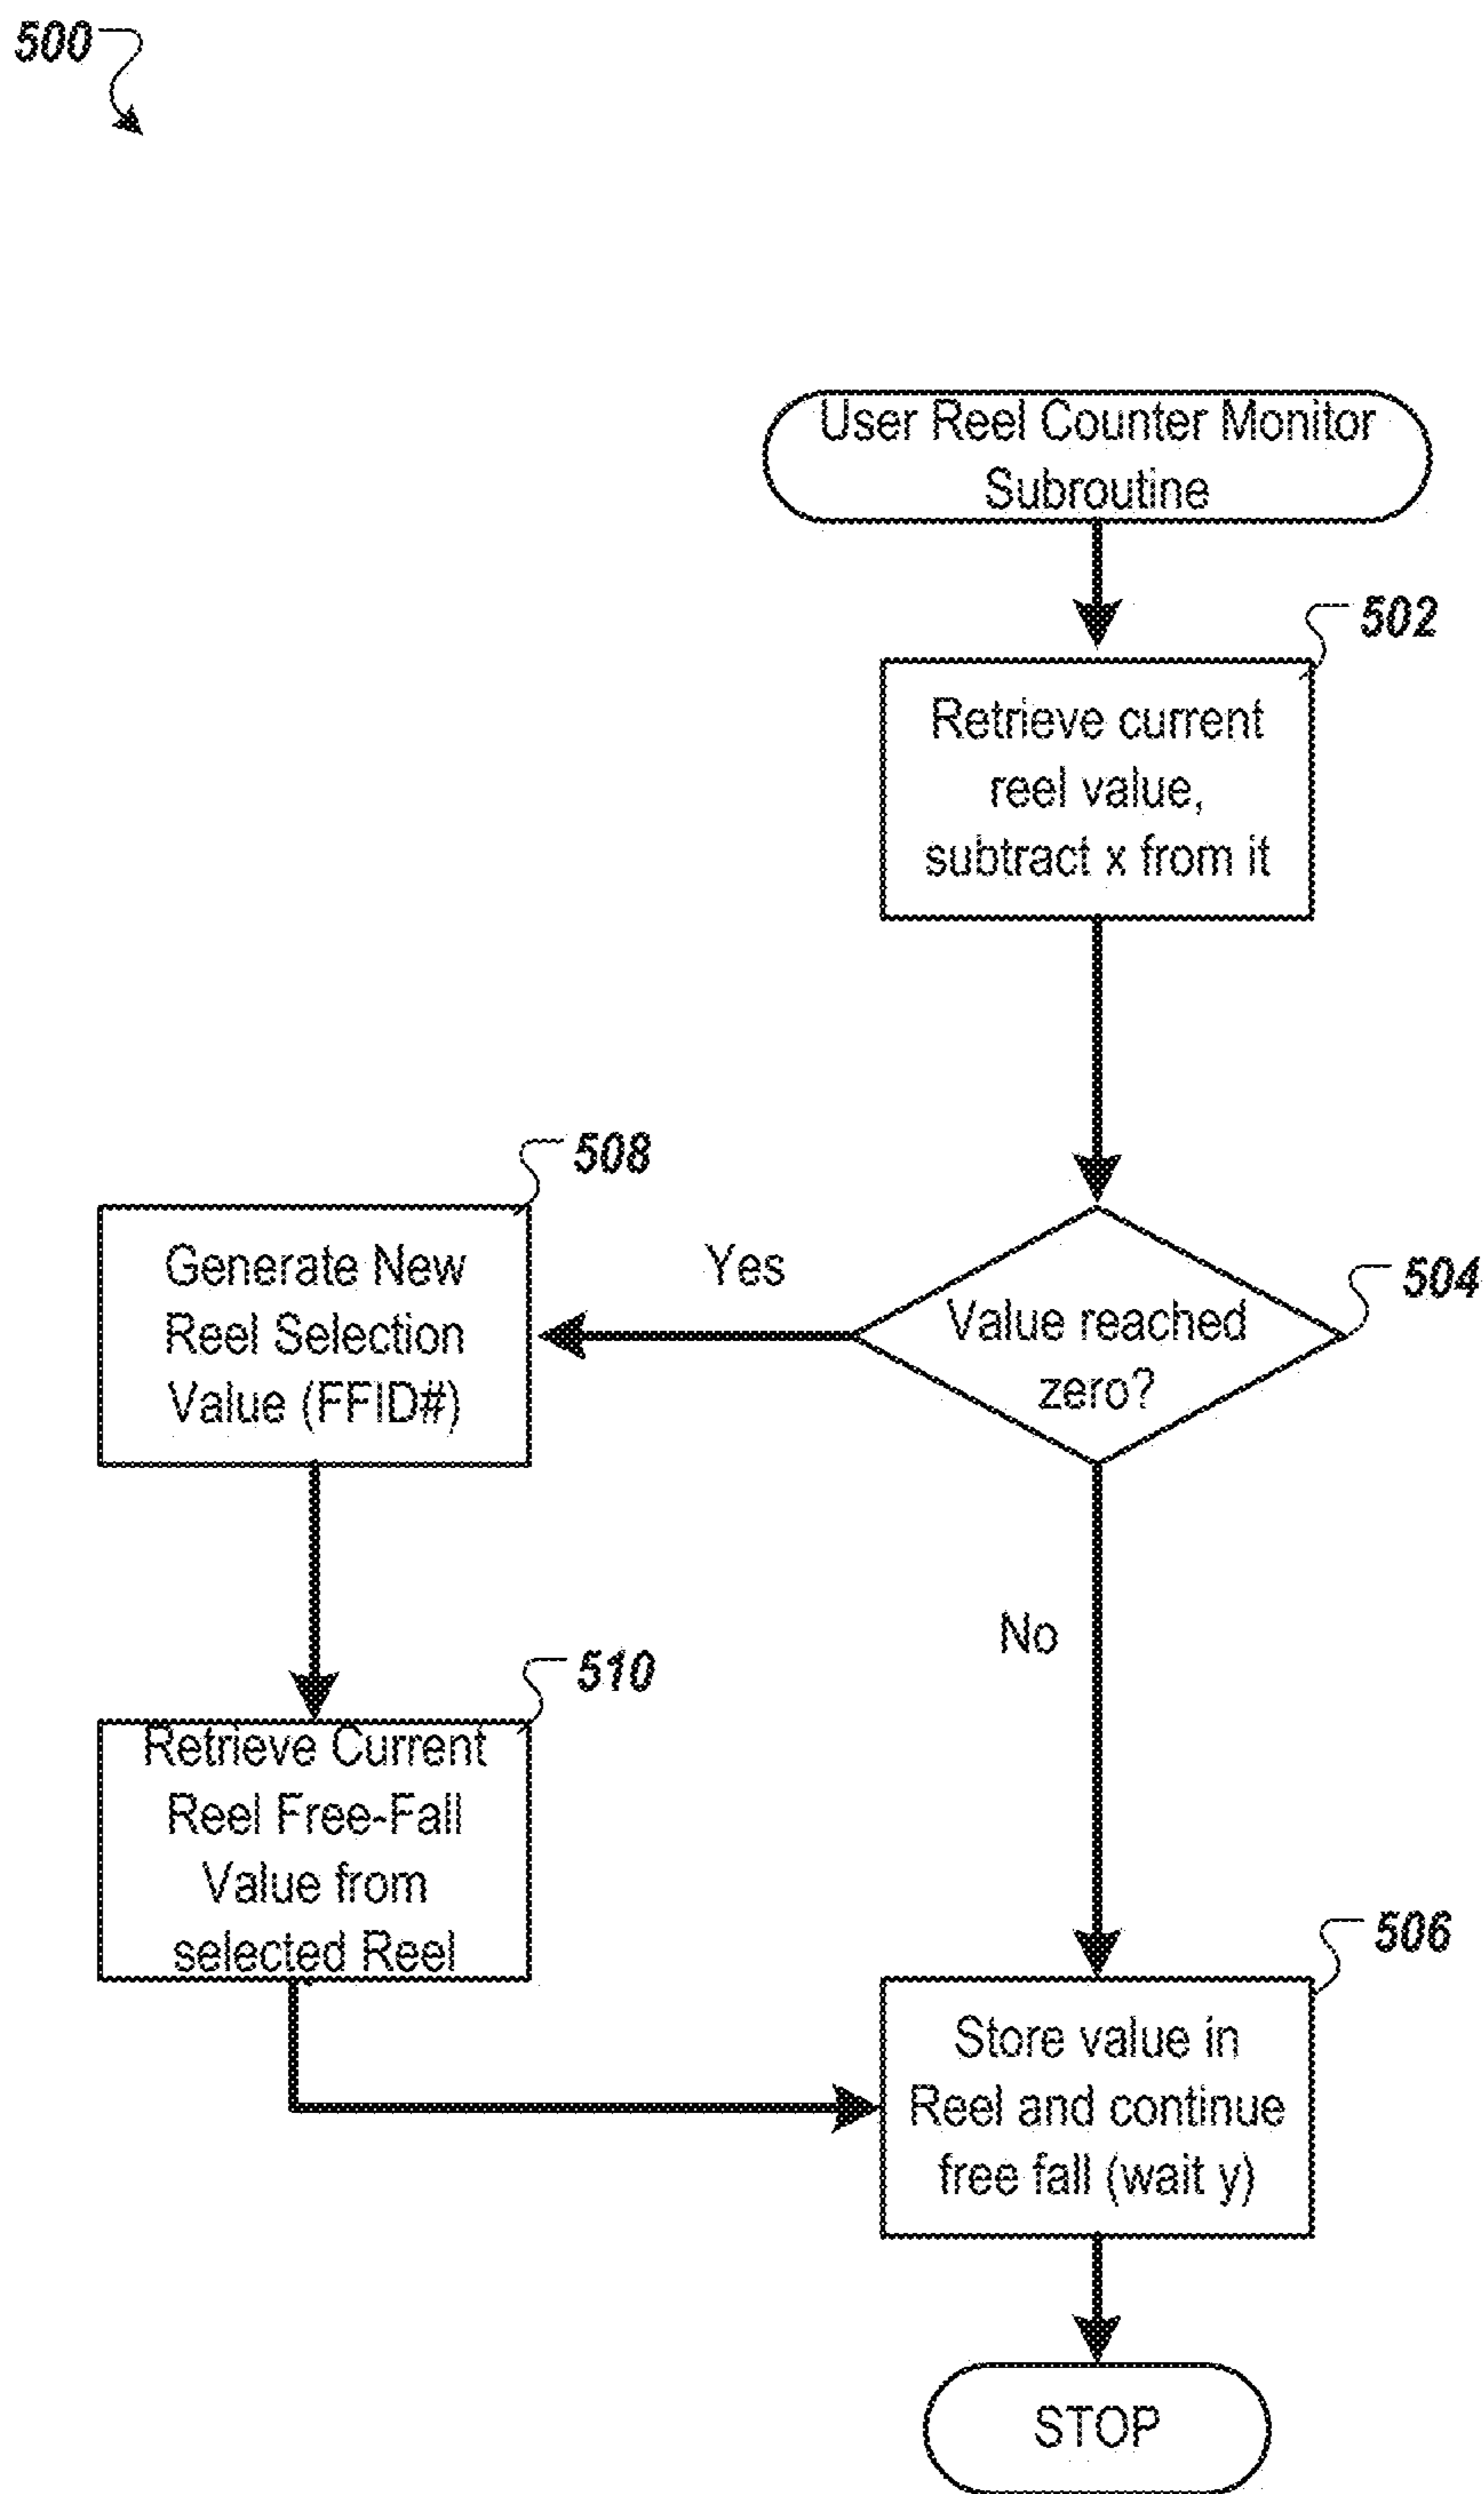 500
User Reel Counter Monitor
Subroutine
502
Retrieve current
reel value,
subtract x from it
504
Value reached
zero?
Yes
No
508
Generate New
Reel Selection
Value (FFID#)
510
Retrieve Current
Reel Free-Fall
Value from
selected Reel
506
Store value in
Reel and continue
free fall (wait y)
STOP